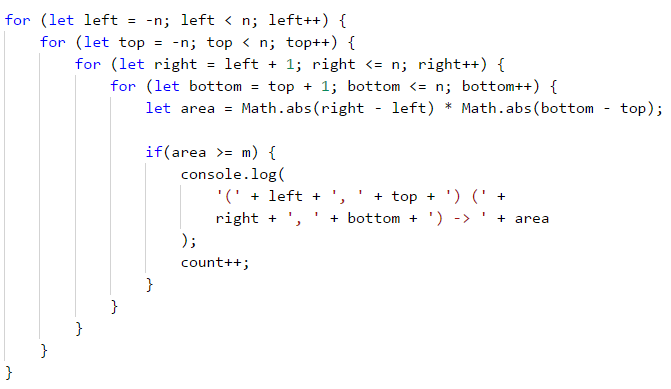 for (let left = -n; left < n; left++) {
    for (let top = -n; top < n; top++) {
        for (let right = left + 1; right <= n; right++) {
            for (let bottom = top + 1; bottom <= n; bottom++) {
                let area = Math.abs(right - left) * Math.abs(bottom - top);

                if(area >= m) {
                    console.log(
                        '(' + left + ', ' + top + ') (' +
                        right + ', ' + bottom + ') -> ' + area
                    );
                    count++;
                }
            }
        }
    }
}